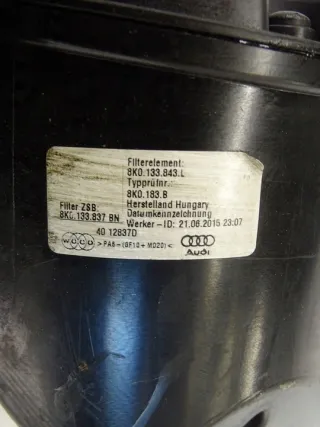 Filterelement:
8K0.133.843.L
Typprüfnr.:
8K0.183.B
Filter ZSB. Herstelland Hungary
8K0.133.837 BN Datumkennzeichnung
Werker-ID: 21.06.2015 23:07
40 12837D
WOCO >PA6-(GF10+MD20)< Audi